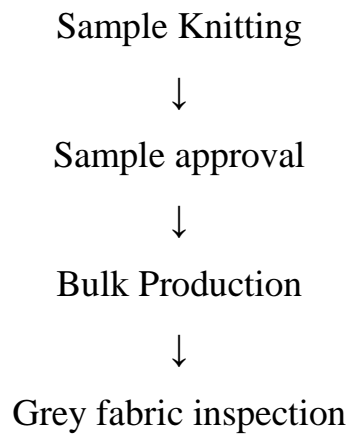 Sample Knitting
↓
Sample approval
↓
Bulk Production
↓
Grey fabric inspection